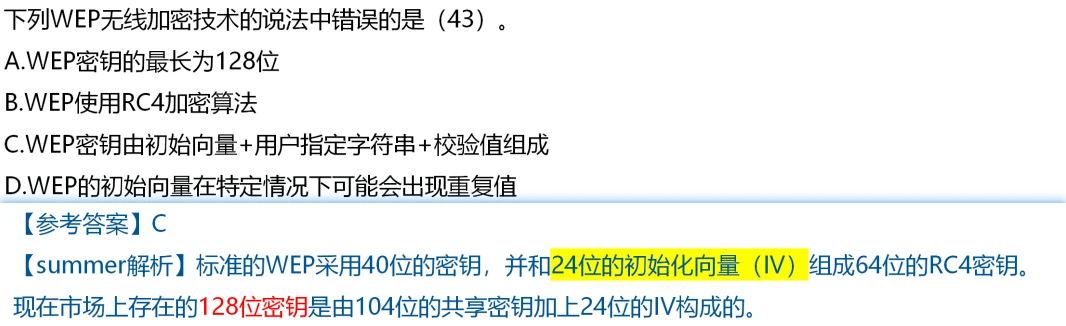 下列WEP无线加密技术的说法中错误的是（43）。
A.WEP密钥的最长为128位
B.WEP使用RC4加密算法
C.WEP密钥由初始向量+用户指定字符串+校验值组成
D.WEP的初始向量在特定情况下可能会出现重复值
【参考答案】C
【summer解析】标准的WEP采用40位的密钥，并和24位的初始化向量（IV）组成64位的RC4密钥。
现在市场上存在的128位密钥是由104位的共享密钥加上24位的IV构成的。